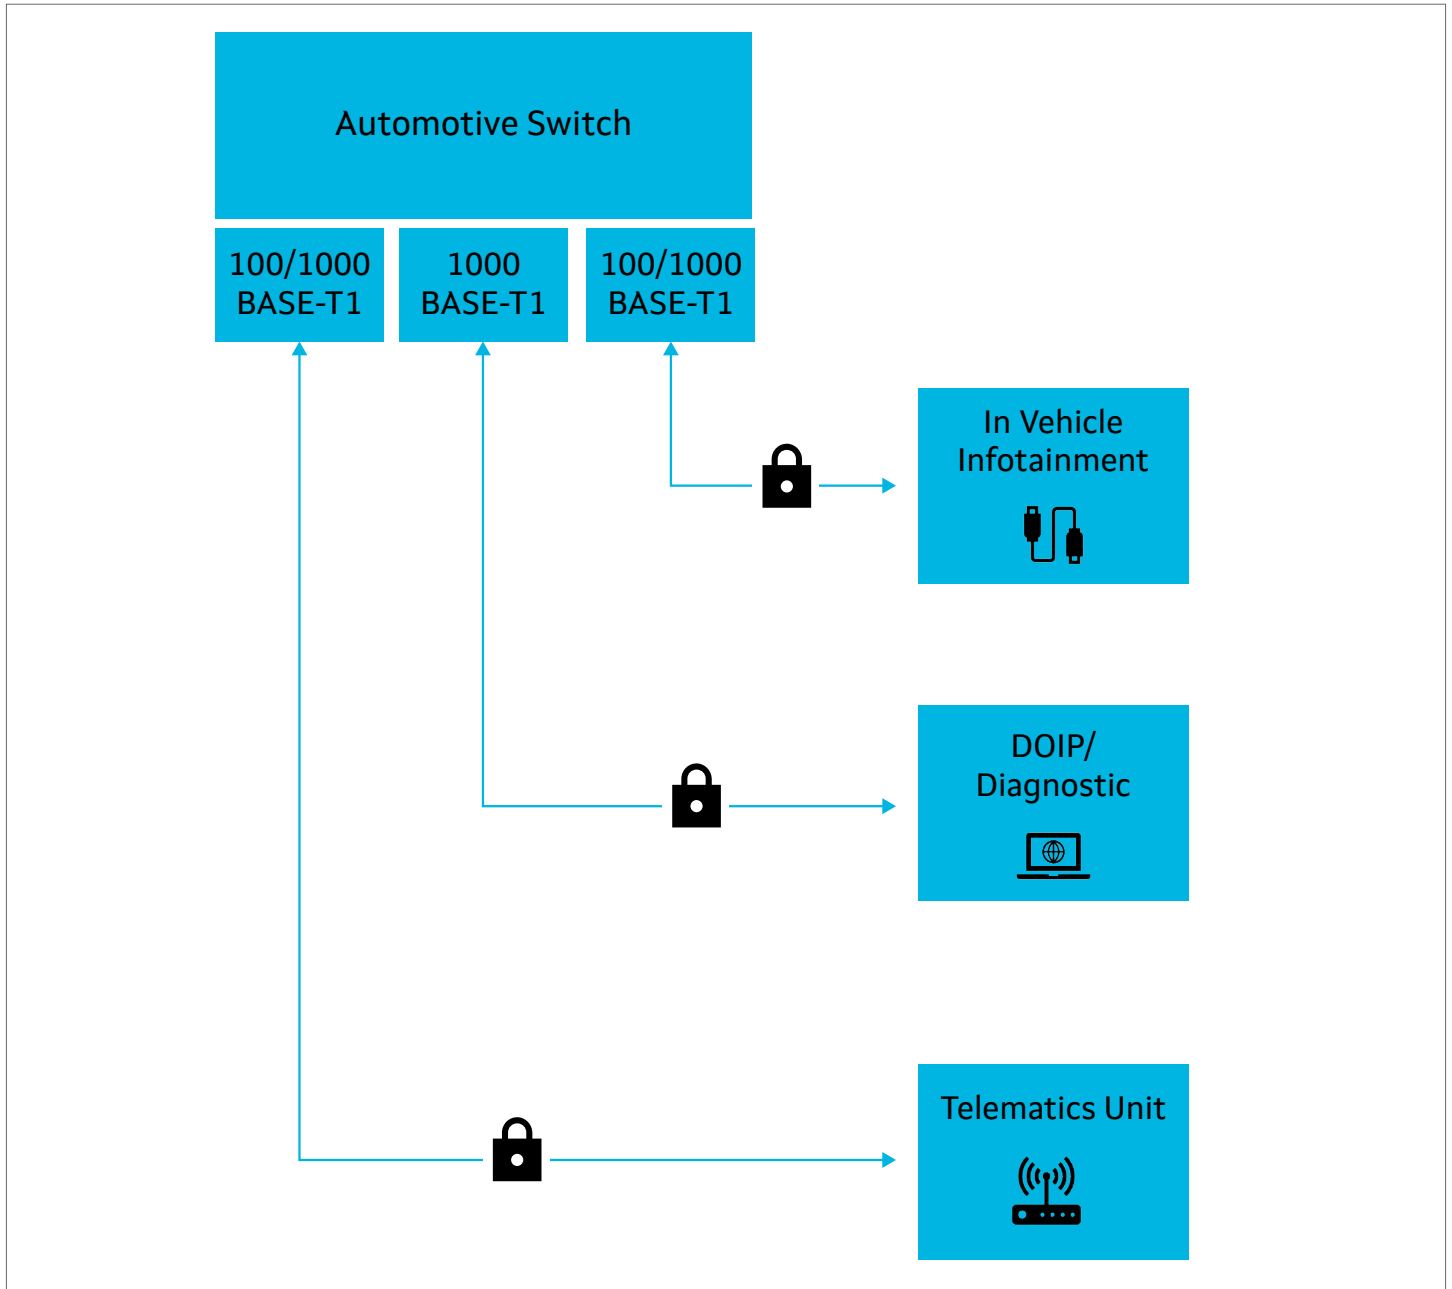 Automotive Switch
100/1000
BASE-T1
1000
BASE-T1
100/1000
BASE-T1
In Vehicle
Infotainment
DOIP/
Diagnostic
Telematics Unit